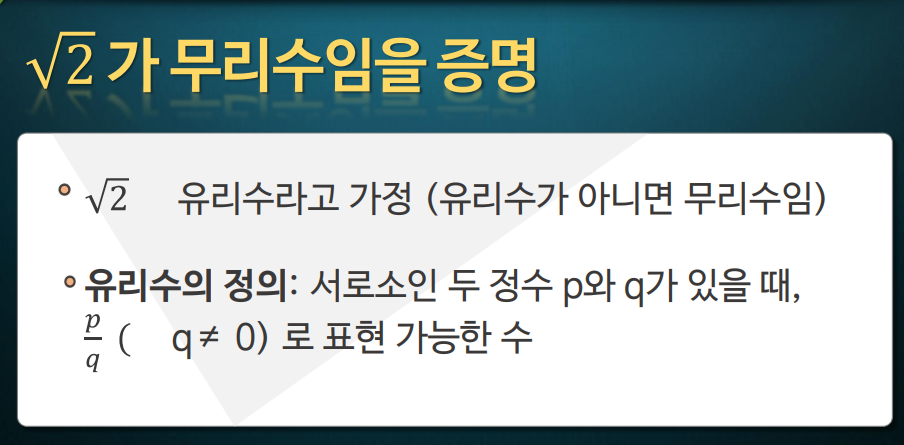 √2 가 무리수임을 증명
√2 유리수라고 가정 (유리수가 아니면 무리수임)
유리수의 정의: 서로소인 두 정수 p와 q가 있을 때,
p/q ( q≠ 0) 로 표현 가능한 수